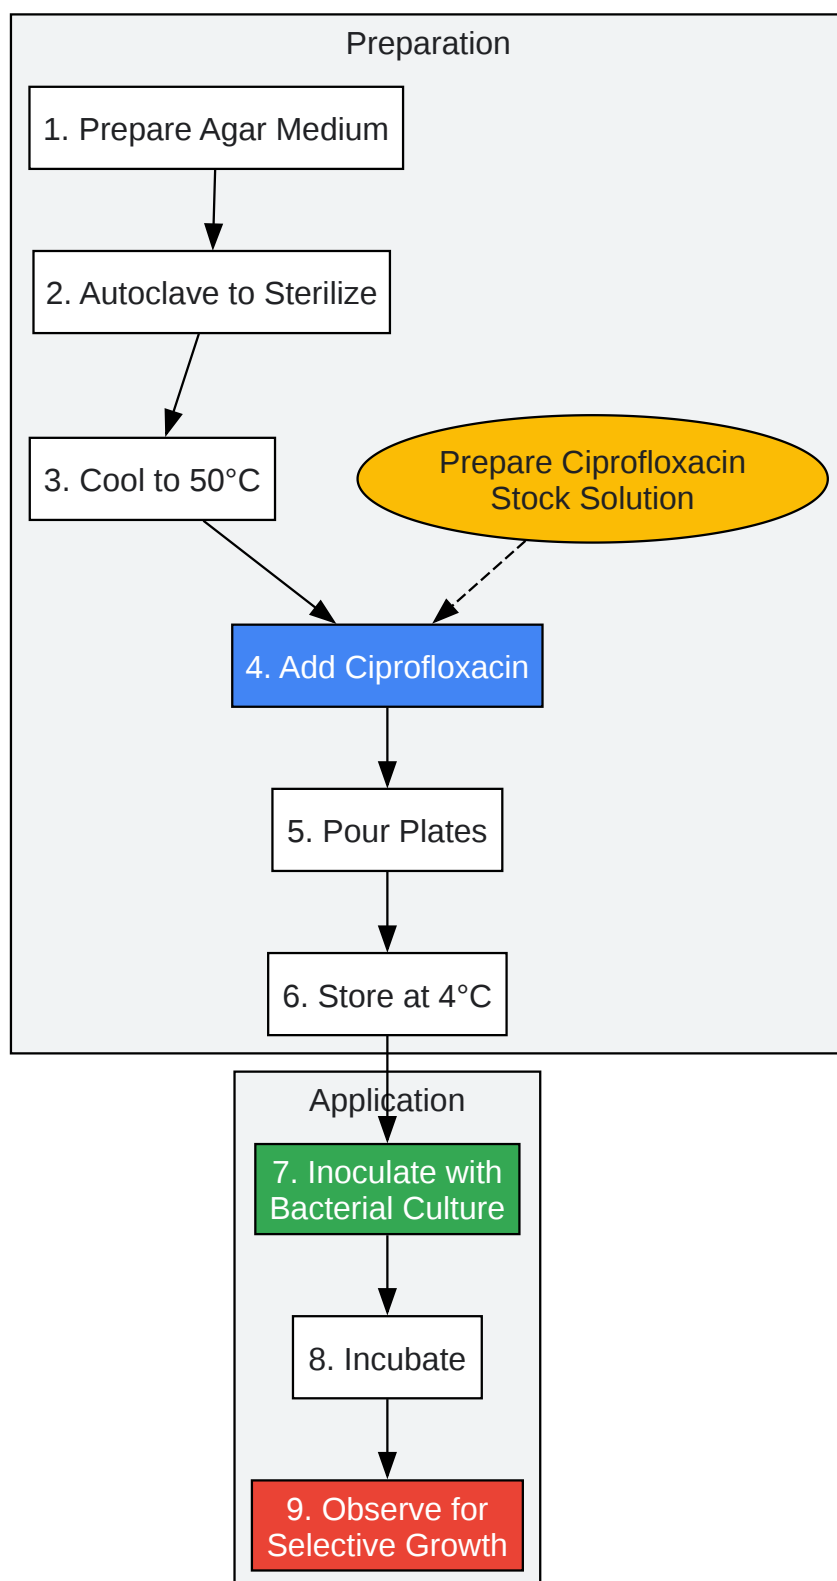 Preparation
1. Prepare Agar Medium
2. Autoclave to Sterilize
3. Cool to 50°C
Prepare Ciprofloxacin
Stock Solution
4. Add Ciprofloxacin
5. Pour Plates
6. Store at 4°C
Application
7. Inoculate with
Bacterial Culture
8. Incubate
9. Observe for
Selective Growth